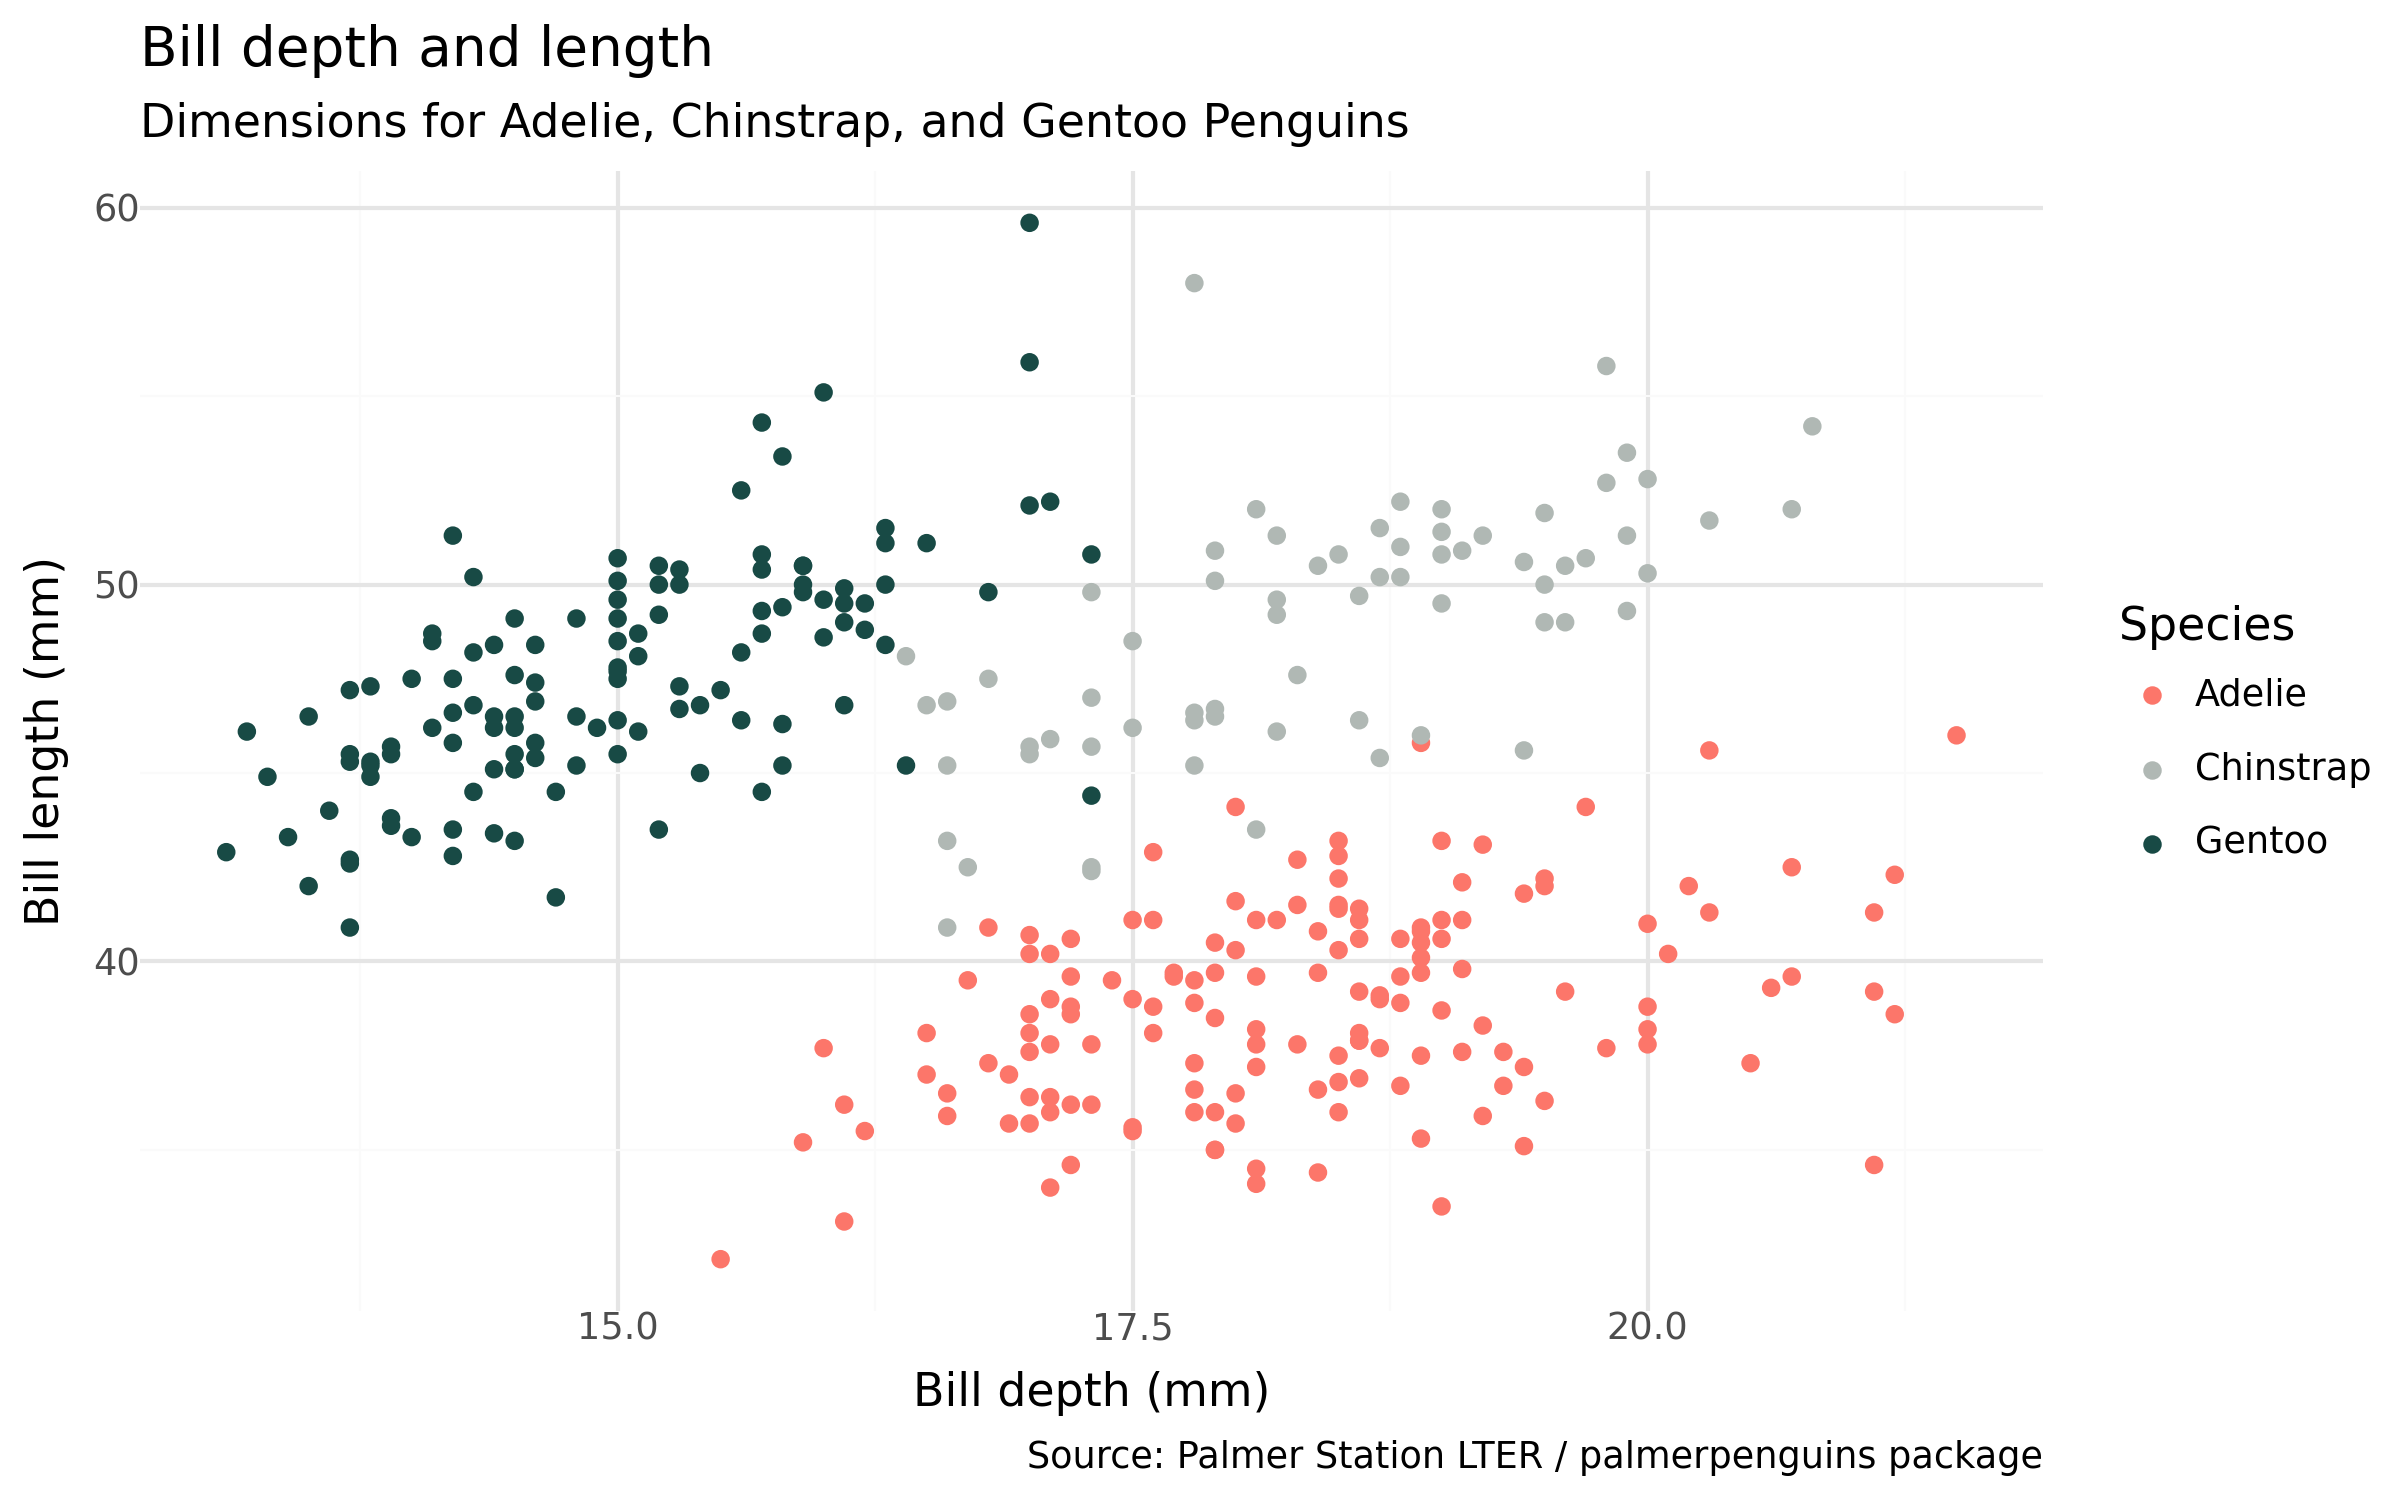 Bill depth and length
Dimensions for Adelie, Chinstrap, and Gentoo Penguins
60
50
40
Bill length (mm)
15.0
17.5
20.0
Bill depth (mm)
Species
Adelie
Chinstrap
Gentoo
Source: Palmer Station LTER / palmerpenguins package